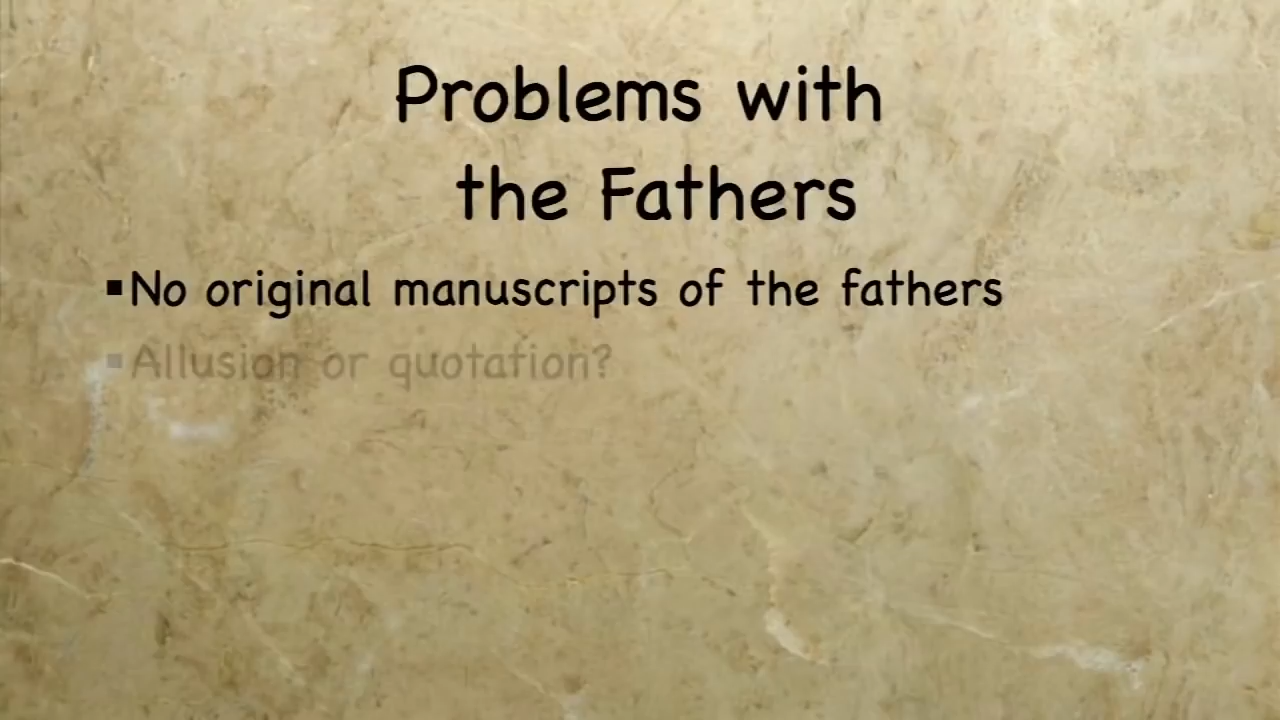 Problems with
the Fathers
▪No original manuscripts of the fathers
▪Allusion or quotation?